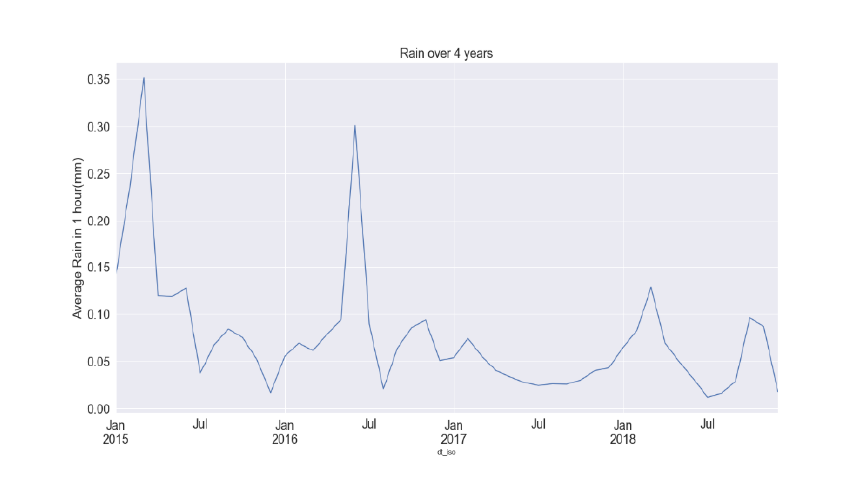 Rain over 4 years
Average Rain in 1 hour(mm)
0.35
0.30
0.25
0.20
0.15
0.10
0.05
0.00
Jan Jul Jan Jul Jan Jul Jan Jul
2015 2016 2017 2018
dt_iso